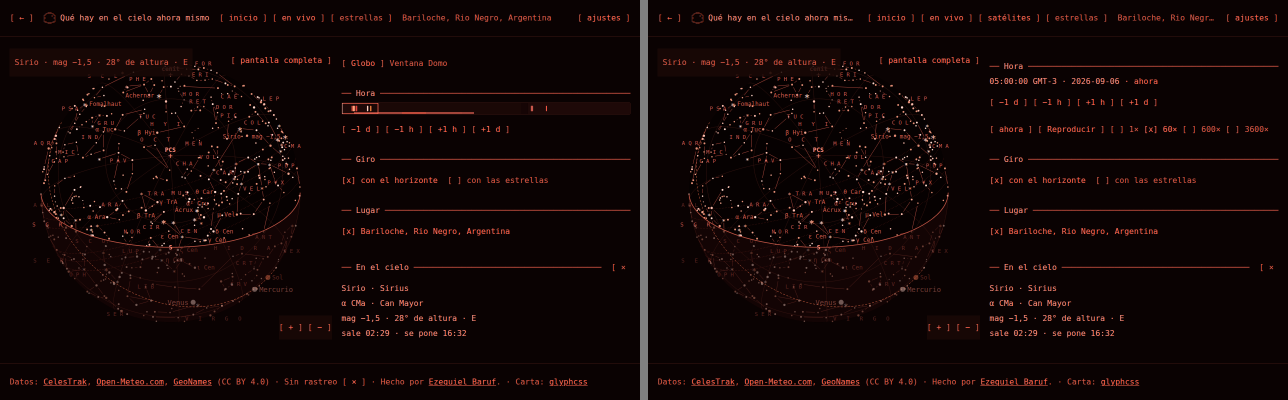 [ ← ] Qué hay en el cielo ahora mismo [ inicio ] [ en vivo ] [ estrellas ] Bariloche, Río Negro, Argentina [ ajustes ]
Sirio · mag −1,5 · 28° de altura · E
[ pantalla completa ]
[ Globo ] Ventana Domo
Hora
[ −1 d ] [ −1 h ] [ +1 h ] [ +1 d ]
Giro
[x] con el horizonte [ ] con las estrellas
Lugar
[x] Bariloche, Río Negro, Argentina
En el cielo [ ×
Sirio · Sirius
α CMa · Can Mayor
mag −1,5 · 28° de altura · E
sale 02:29 · se pone 16:32
Fomalhaut
Achernar
β Hyi
PCS
α Tuc
α Ara
β TrA
Acrux
Venus
Mercurio
Sol
[ + ] [ − ]
Datos: CelesTrak, Open-Meteo.com, GeoNames (CC BY 4.0) · Sin rastreo [ × ] · Hecho por Ezequiel Baruf. · Carta: glyphcss
[ ← ] Qué hay en el cielo ahora mis… [ inicio ] [ en vivo ] [ satélites ] [ estrellas ] Bariloche, Río Negr… [ ajustes ]
Sirio · mag −1,5 · 28° de altura · E
[ pantalla completa ]
Hora
05:00:00 GMT-3 · 2026-09-06 · ahora
[ −1 d ] [ −1 h ] [ +1 h ] [ +1 d ]
[ ahora ] [ Reproducir ] [ ] 1× [x] 60× [ ] 600× [ ] 3600×
Giro
[x] con el horizonte [ ] con las estrellas
Lugar
[x] Bariloche, Río Negro, Argentina
En el cielo [ ×
Sirio · Sirius
α CMa · Can Mayor
mag −1,5 · 28° de altura · E
sale 02:29 · se pone 16:32
Fomalhaut
Achernar
β Hyi
PCS
α Tuc
α Ara
β TrA
Acrux
Venus
Mercurio
Sol
[ + ] [ − ]
Datos: CelesTrak, Open-Meteo.com, GeoNames (CC BY 4.0) · Hecho por Ezequiel Baruf. · Carta: glyphcss